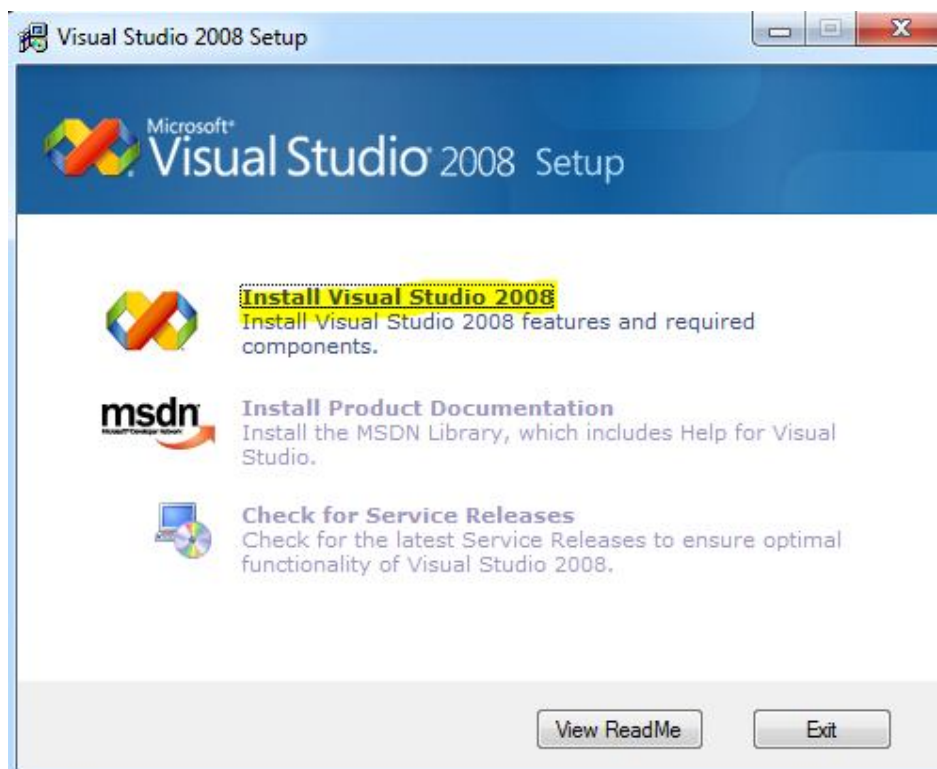 Visual Studio 2008 Setup
Microsoft®
Visual Studio® 2008 Setup
Install Visual Studio 2008
Install Visual Studio 2008 features and required
components.
msdn
Install Product Documentation
Install the MSDN Library, which includes Help for Visual
Studio.
Check for Service Releases
Check for the latest Service Releases to ensure optimal
functionality of Visual Studio 2008.
View ReadMe
Exit